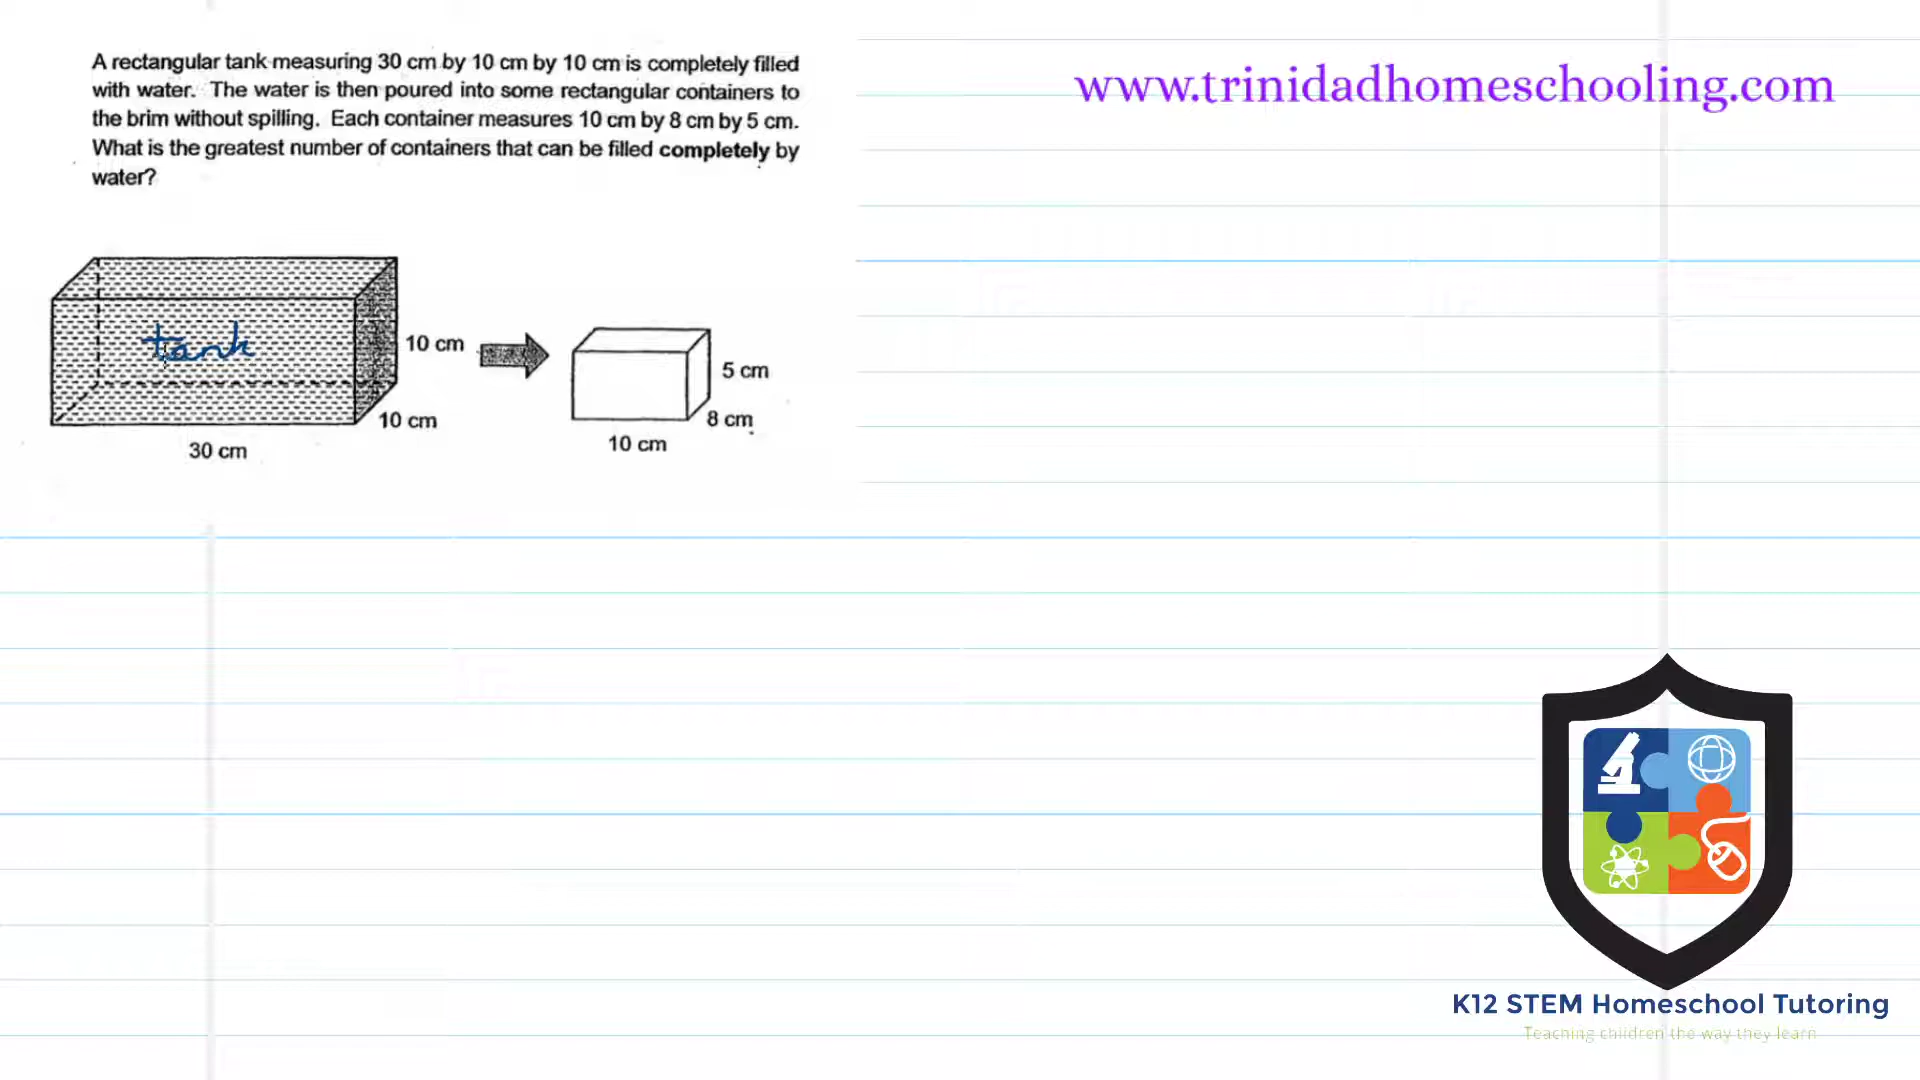 A rectangular tank measuring 30 cm by 10 cm by 10 cm is completely filled
with water. The water is then poured into some rectangular containers to
the brim without spilling. Each container measures 10 cm by 8 cm by 5 cm.
What is the greatest number of containers that can be filled completely by
water?
www.trinidadhomeschooling.com
tank
10 cm
10 cm
30 cm
5 cm
8 cm
10 cm
K12 STEM Homeschool Tutoring
Teaching children the way they learn